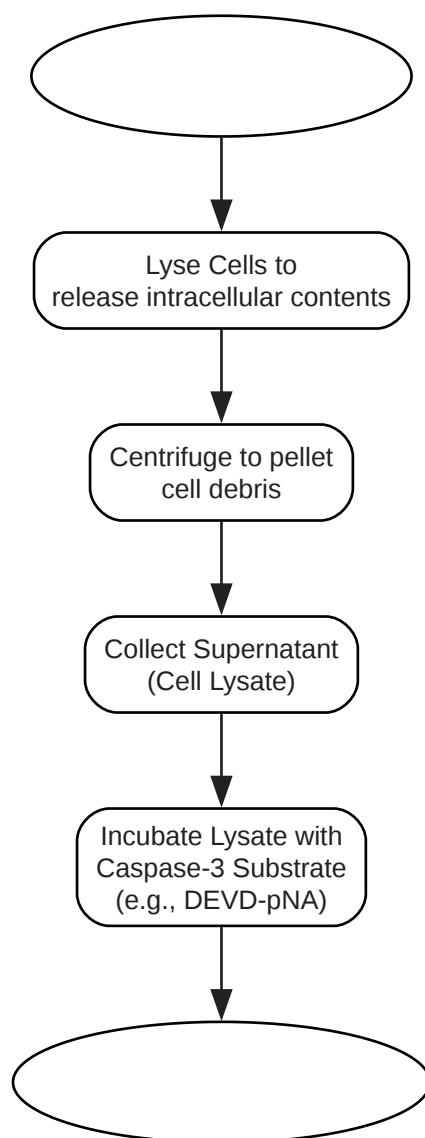 Lyse Cells to
release intracellular contents
Centrifuge to pellet
cell debris
Collect Supernatant
(Cell Lysate)
Incubate Lysate with
Caspase-3 Substrate
(e.g., DEVD-pNA)